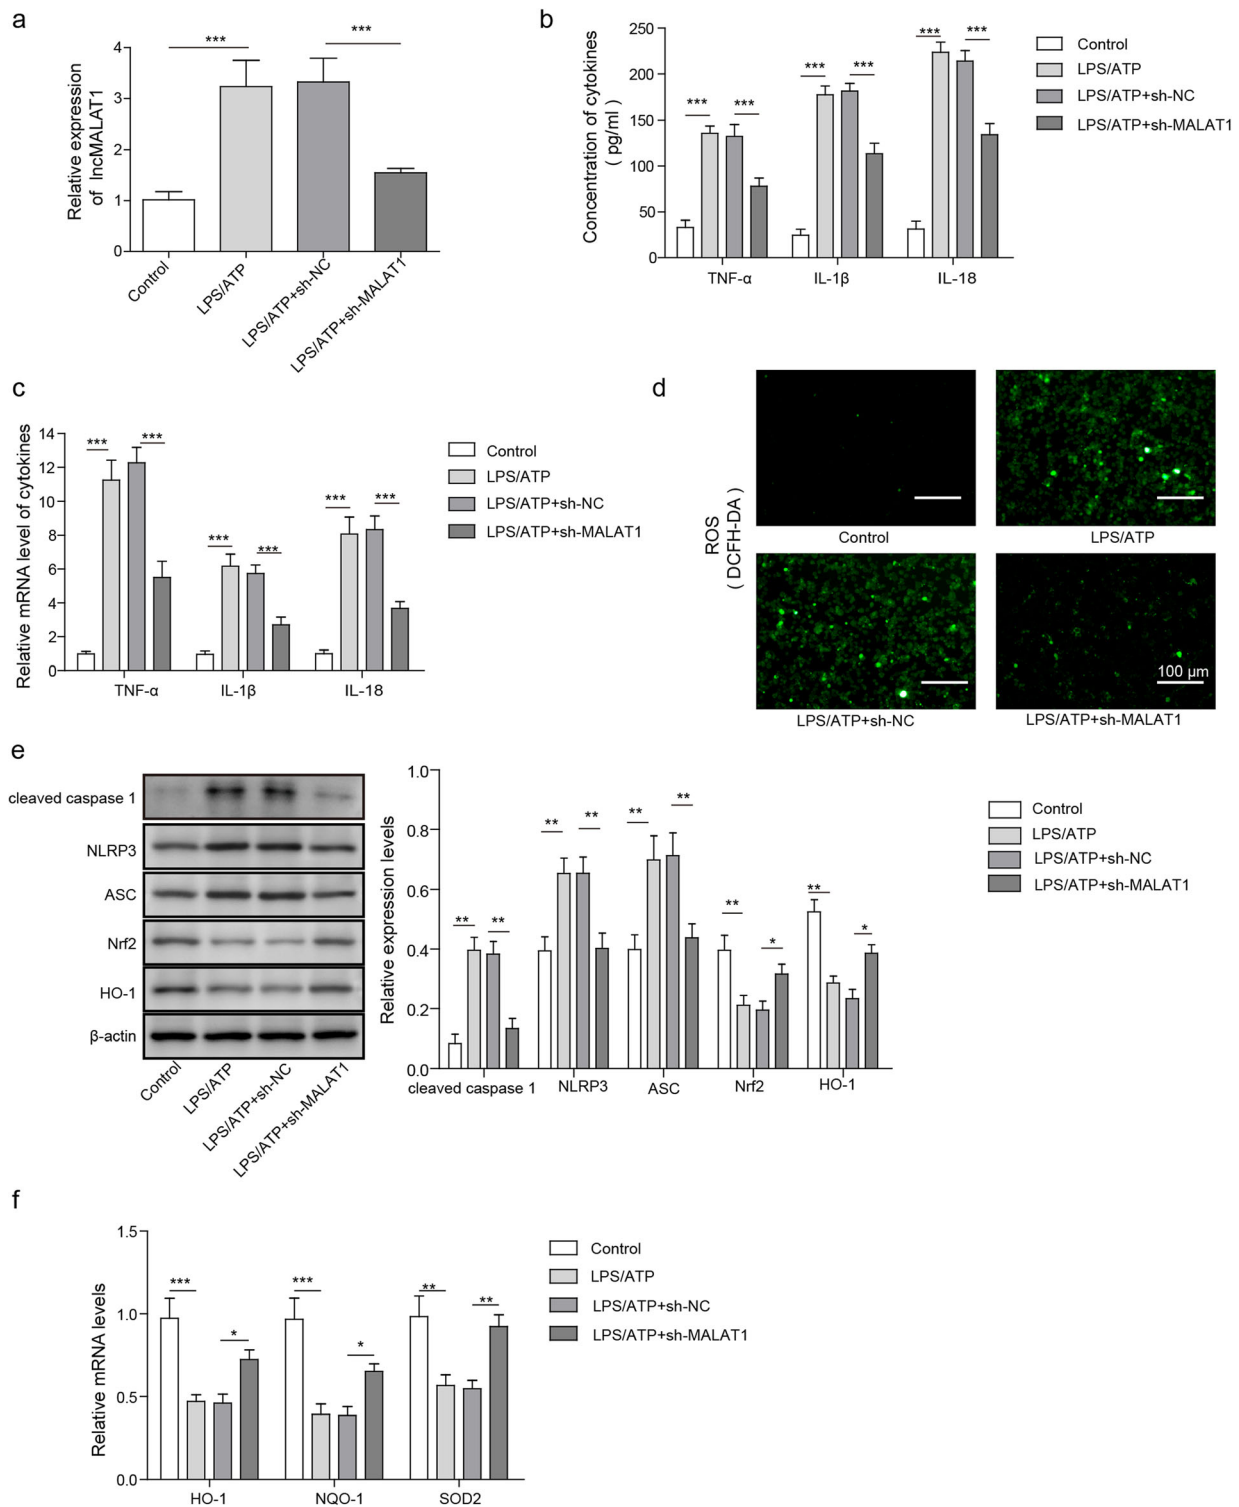 a
Relative expression
of lncMALAT1
4
3
2
1
0
***
***
Control
LPS/ATP
LPS/ATP+sh-NC
LPS/ATP+sh-MALAT1
b
Concentration of cytokines
( pg/ml )
250
200
150
100
50
0
***
***
***
***
***
***
TNF-α
IL-1β
IL-18
Control
LPS/ATP
LPS/ATP+sh-NC
LPS/ATP+sh-MALAT1
c
Relative mRNA level of cytokines
14
12
10
8
6
4
2
0
***
***
***
***
***
***
TNF-α
IL-1β
IL-18
Control
LPS/ATP
LPS/ATP+sh-NC
LPS/ATP+sh-MALAT1
d
ROS
( DCFH-DA )
Control
LPS/ATP
LPS/ATP+sh-NC
100 μm
LPS/ATP+sh-MALAT1
e
cleaved caspase 1
NLRP3
ASC
Nrf2
HO-1
β-actin
Control
LPS/ATP
LPS/ATP+sh-NC
LPS/ATP+sh-MALAT1
Relative expression levels
1.0
0.8
0.6
0.4
0.2
0.0
**
**
**
**
**
**
**
*
**
*
cleaved caspase 1
NLRP3
ASC
Nrf2
HO-1
Control
LPS/ATP
LPS/ATP+sh-NC
LPS/ATP+sh-MALAT1
f
Relative mRNA levels
1.5
1.0
0.5
0.0
***
*
***
*
**
**
HO-1
NQO-1
SOD2
Control
LPS/ATP
LPS/ATP+sh-NC
LPS/ATP+sh-MALAT1